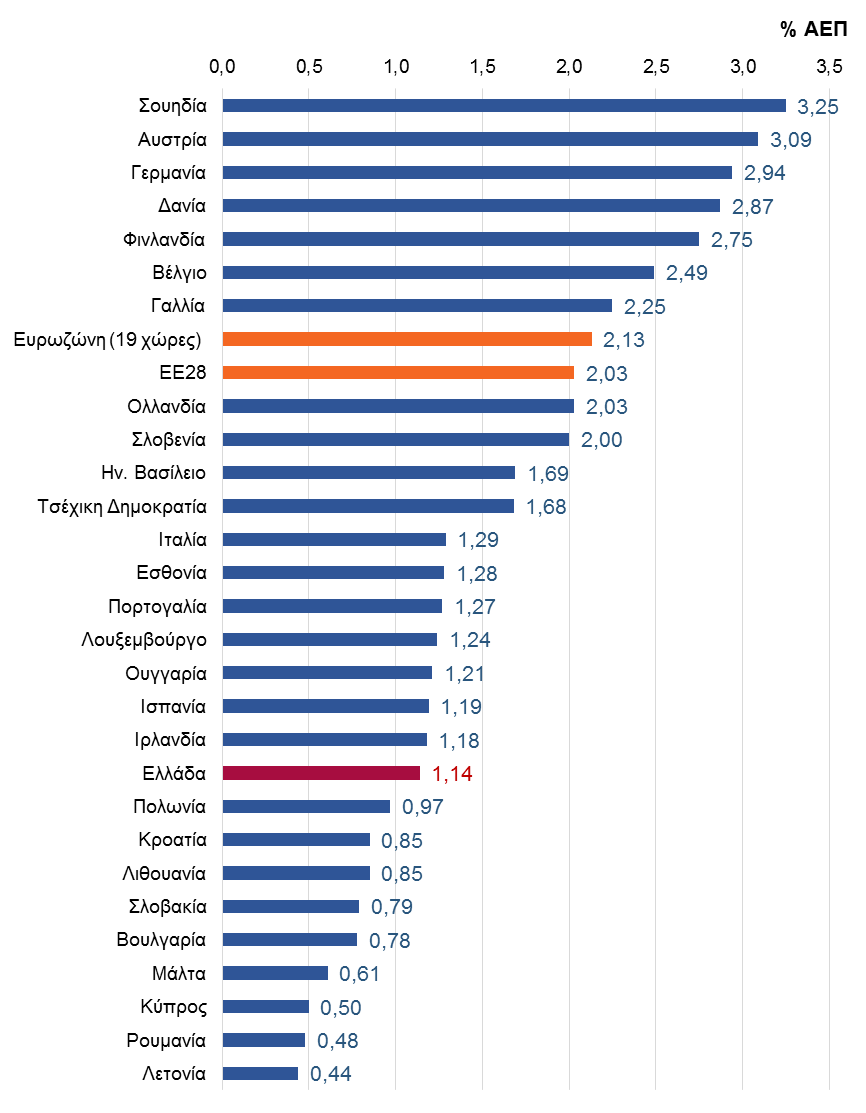 % ΑΕΠ
0,0 0,5 1,0 1,5 2,0 2,5 3,0 3,5
Σουηδία 3,25
Αυστρία 3,09
Γερμανία 2,94
Δανία 2,87
Φινλανδία 2,75
Βέλγιο 2,49
Γαλλία 2,25
Ευρωζώνη (19 χώρες) 2,13
ΕΕ28 2,03
Ολλανδία 2,03
Σλοβενία 2,00
Ην. Βασίλειο 1,69
Τσέχικη Δημοκρατία 1,68
Ιταλία 1,29
Εσθονία 1,28
Πορτογαλία 1,27
Λουξεμβούργο 1,24
Ουγγαρία 1,21
Ισπανία 1,19
Ιρλανδία 1,18
Ελλάδα 1,14
Πολωνία 0,97
Κροατία 0,85
Λιθουανία 0,85
Σλοβακία 0,79
Βουλγαρία 0,78
Μάλτα 0,61
Κύπρος 0,50
Ρουμανία 0,48
Λετονία 0,44